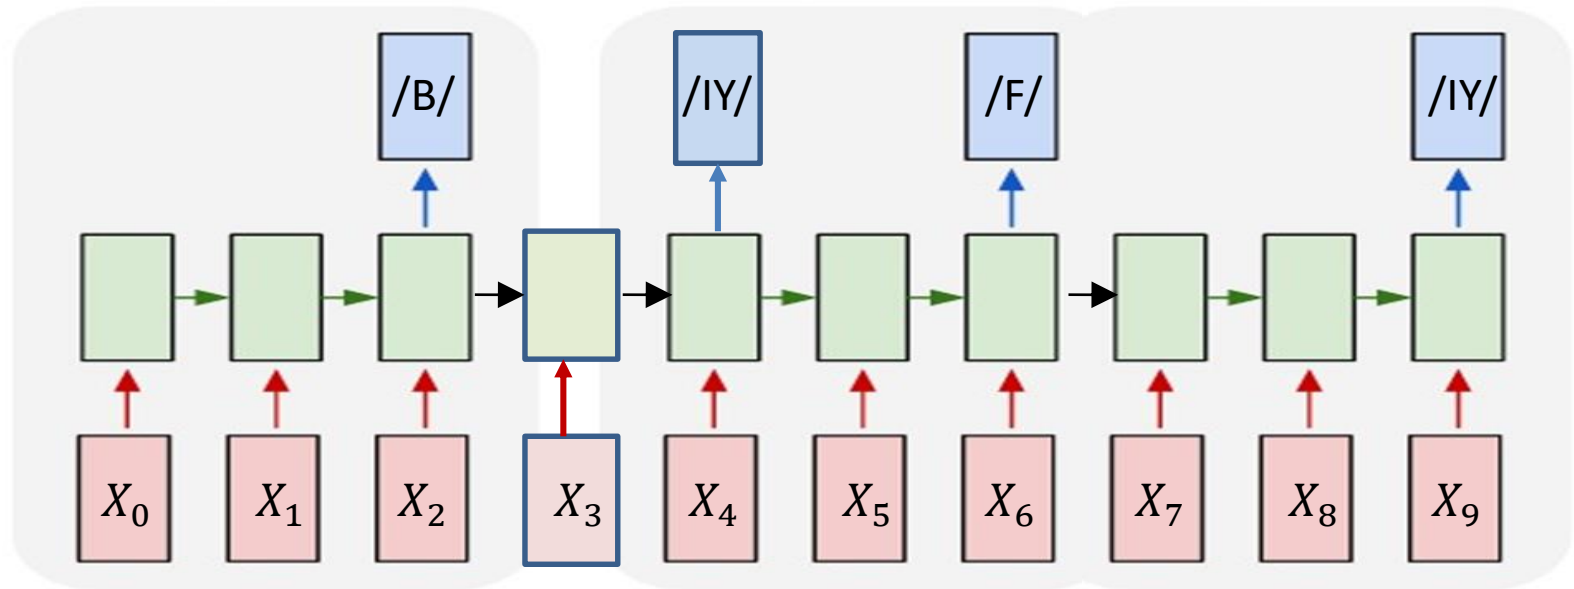 /B/ /IY/ /F/ /IY/
X₀ X₁ X₂ X₃ X₄ X₅ X₆ X₇ X₈ X₉